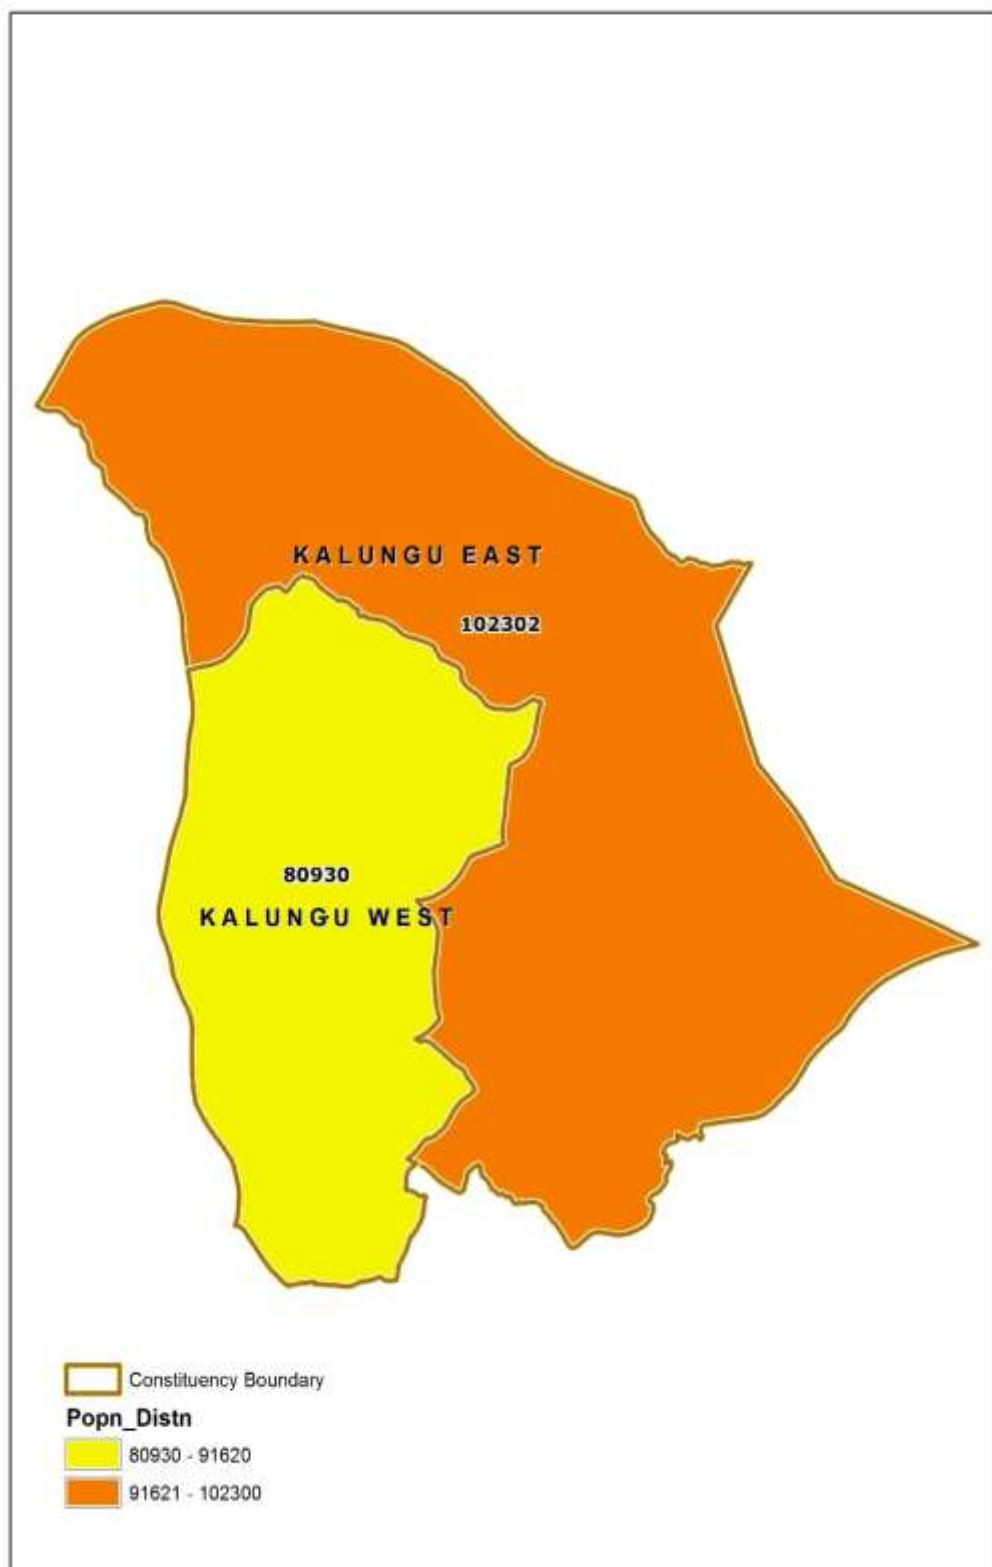 KALUNGU EAST
102302
80930
KALUNGU WEST
Constituency Boundary
Popn_Distn
80930 - 91620
91621 - 102300